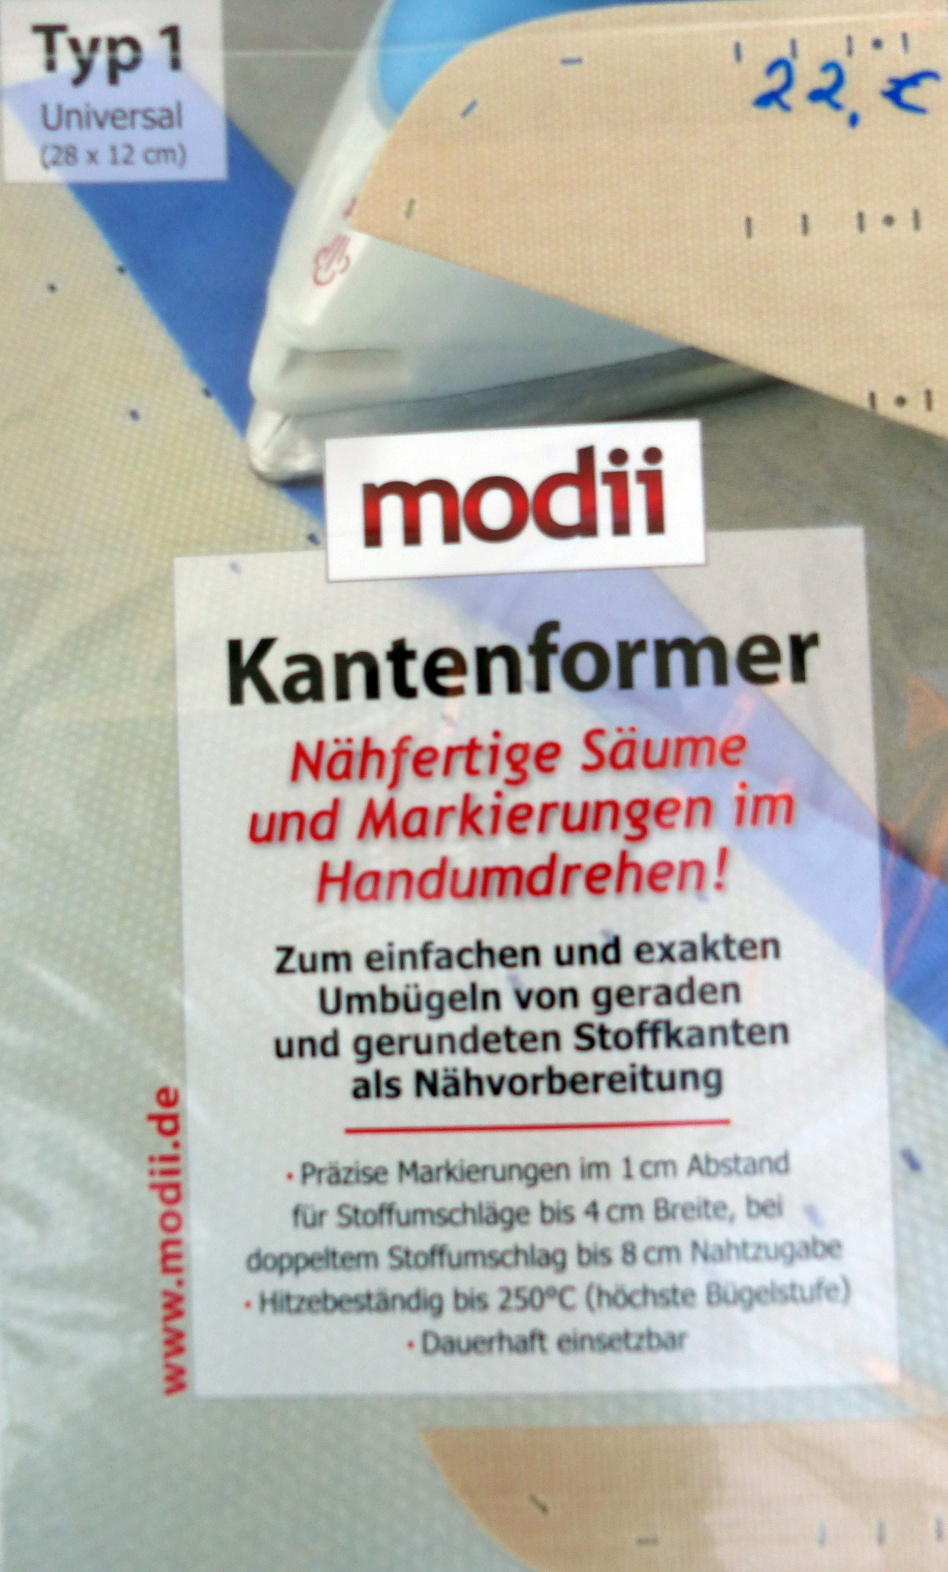 Typ 1
Universal
(28 x 12 cm)
22,€
modii
Kantenformer
Nähfertige Säume
und Markierungen im
Handumdrehen!
Zum einfachen und exakten
Umbügeln von geraden
und gerundeten Stoffkanten
als Nähvorbereitung
· Präzise Markierungen im 1 cm Abstand
für Stoffumschläge bis 4 cm Breite, bei
doppeltem Stoffumschlag bis 8 cm Nahtzugabe
· Hitzebeständig bis 250°C (höchste Bügelstufe)
· Dauerhaft einsetzbar
www.modii.de